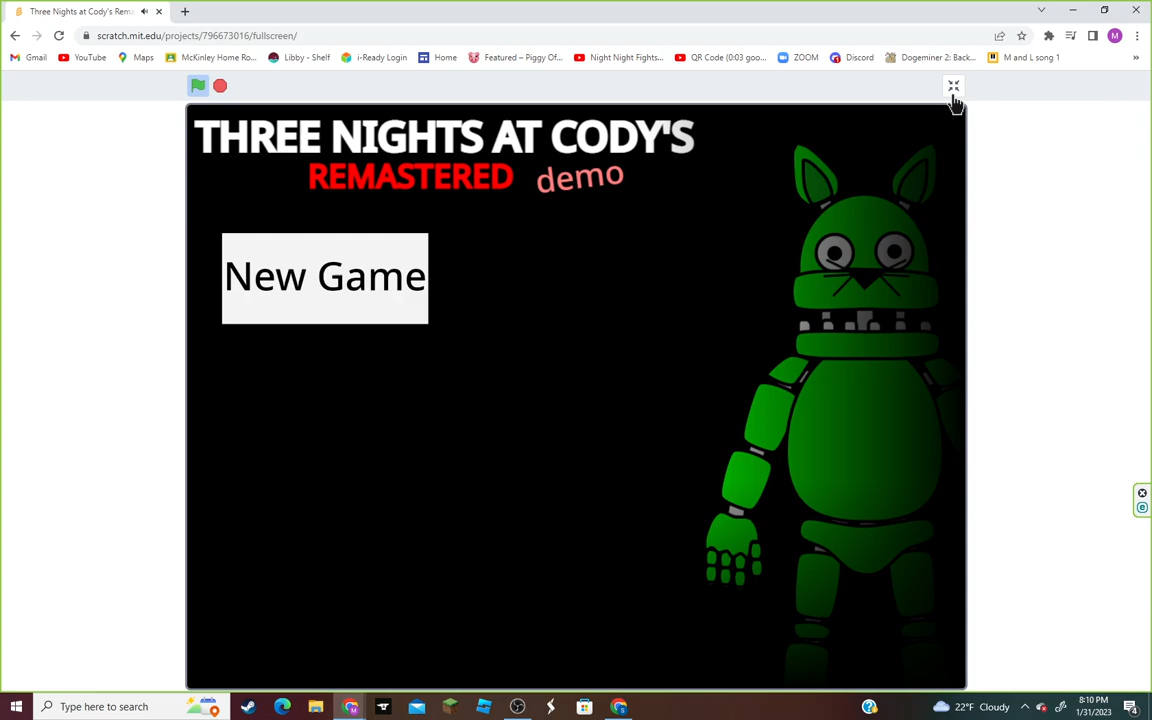 Three Nights at Cody's Rema
scratch.mit.edu/projects/796673016/fullscreen/
Gmail YouTube Maps McKinley Home Ro... Libby - Shelf i-Ready Login Home Featured – Piggy Of... Night Night Fights... QR Code (0:03 goo... ZOOM Discord Dogeminer 2: Back... M and L song 1 »
M
THREE NIGHTS AT CODY'S
REMASTERED demo
New Game
Type here to search
22°F Cloudy
8:10 PM
1/31/2023
4